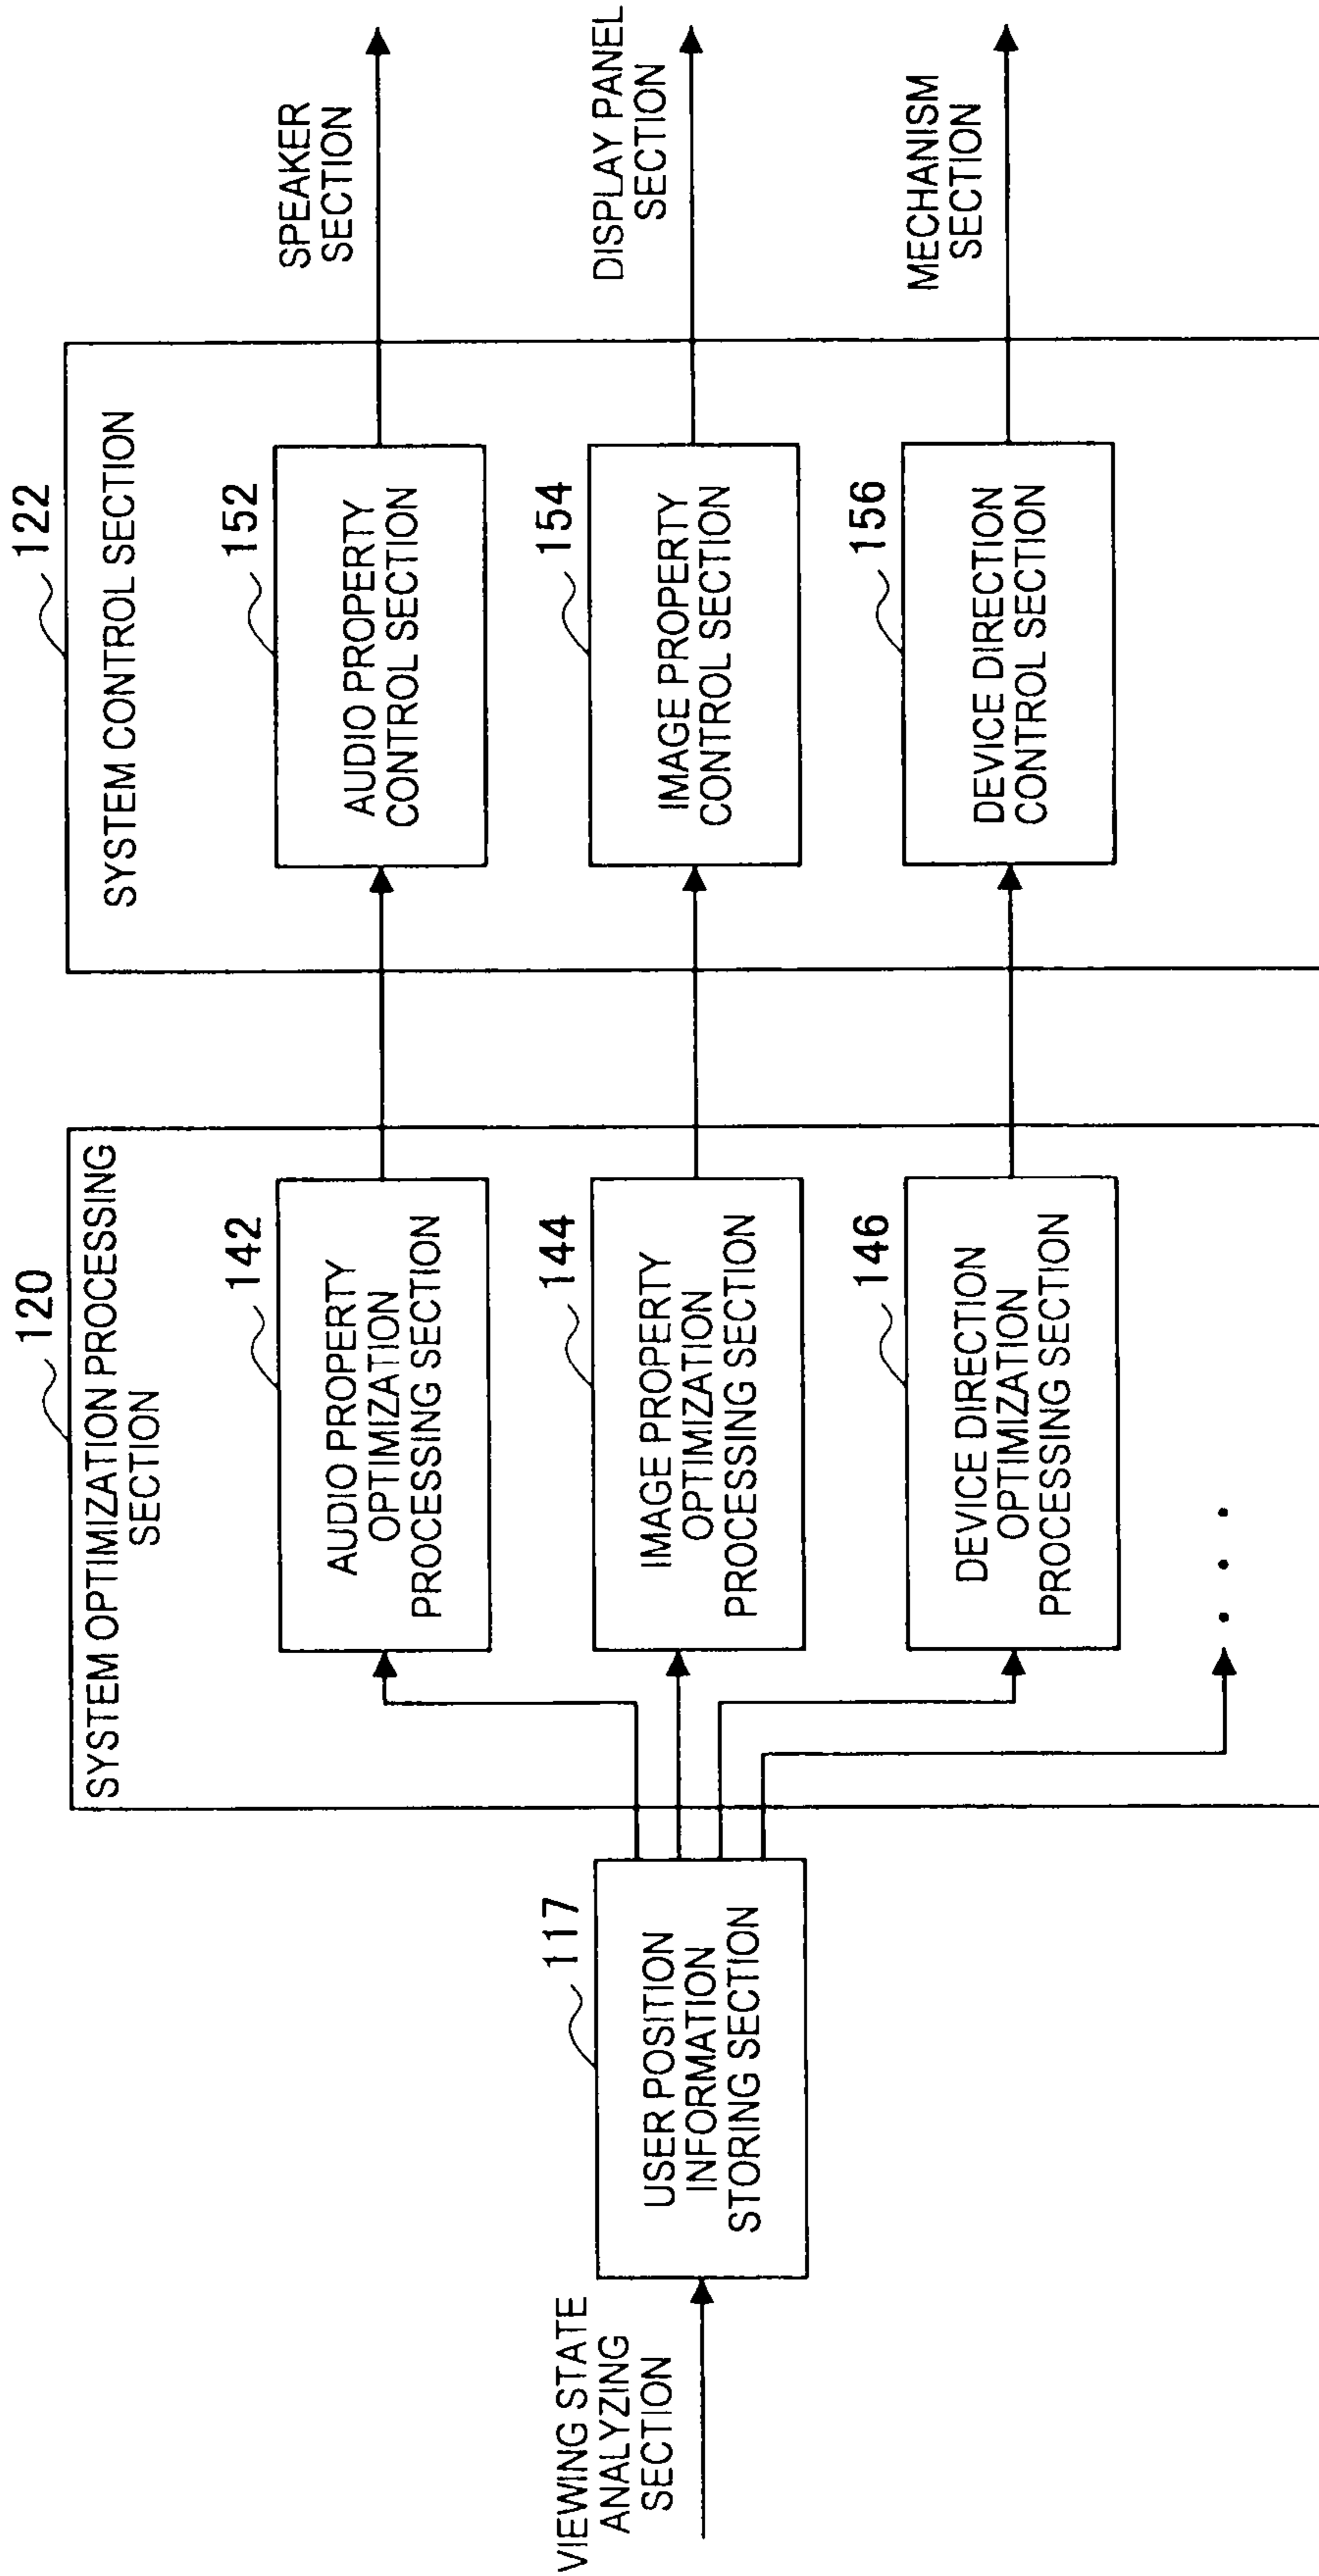 VIEWING STATE
ANALYZING
SECTION
117
USER POSITION
INFORMATION
STORING SECTION
120
SYSTEM OPTIMIZATION PROCESSING
SECTION
142
AUDIO PROPERTY
OPTIMIZATION
PROCESSING SECTION
144
IMAGE PROPERTY
OPTIMIZATION
PROCESSING SECTION
146
DEVICE DIRECTION
OPTIMIZATION
PROCESSING SECTION
122
SYSTEM CONTROL SECTION
152
AUDIO PROPERTY
CONTROL SECTION
154
IMAGE PROPERTY
CONTROL SECTION
156
DEVICE DIRECTION
CONTROL SECTION
SPEAKER
SECTION
DISPLAY PANEL
SECTION
MECHANISM
SECTION